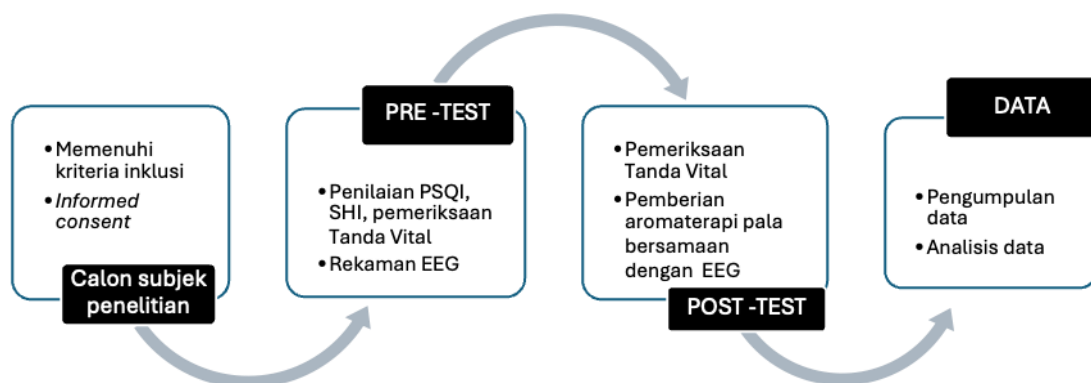 • Memenuhi
kriteria inklusi
• Informed
consent
Calon subjek
penelitian
PRE -TEST
• Penilaian PSQI,
SHI, pemeriksaan
Tanda Vital
• Rekaman EEG
• Pemeriksaan
Tanda Vital
• Pemberian
aromaterapi pala
bersamaan
dengan EEG
POST -TEST
DATA
• Pengumpulan
data
• Analisis data